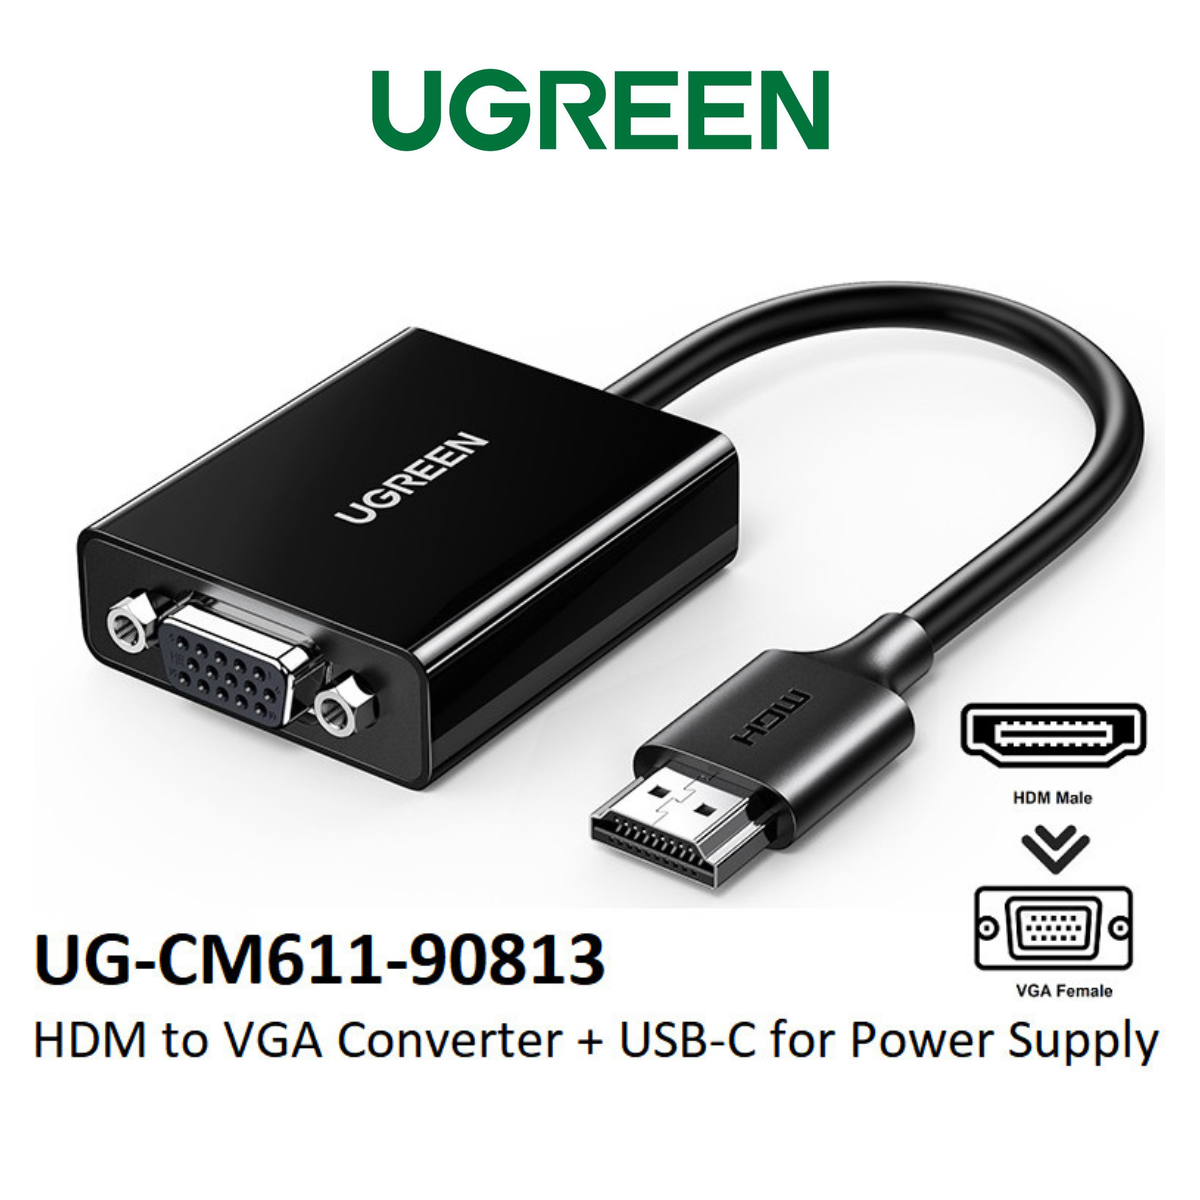 UGREEN
UGREEN
HDM
HDM Male
VGA Female
UG-CM611-90813
HDM to VGA Converter + USB-C for Power Supply